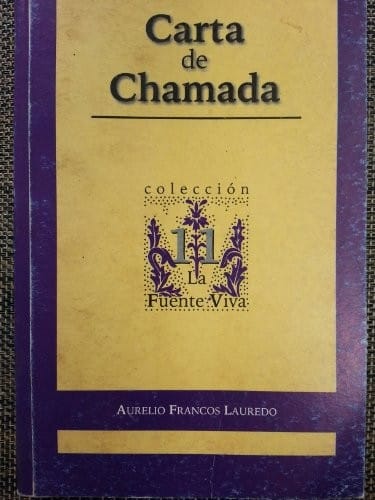 Carta
de
Chamada
colección
11
La
Fuente Viva
AURELIO FRANCOS LAUREDO